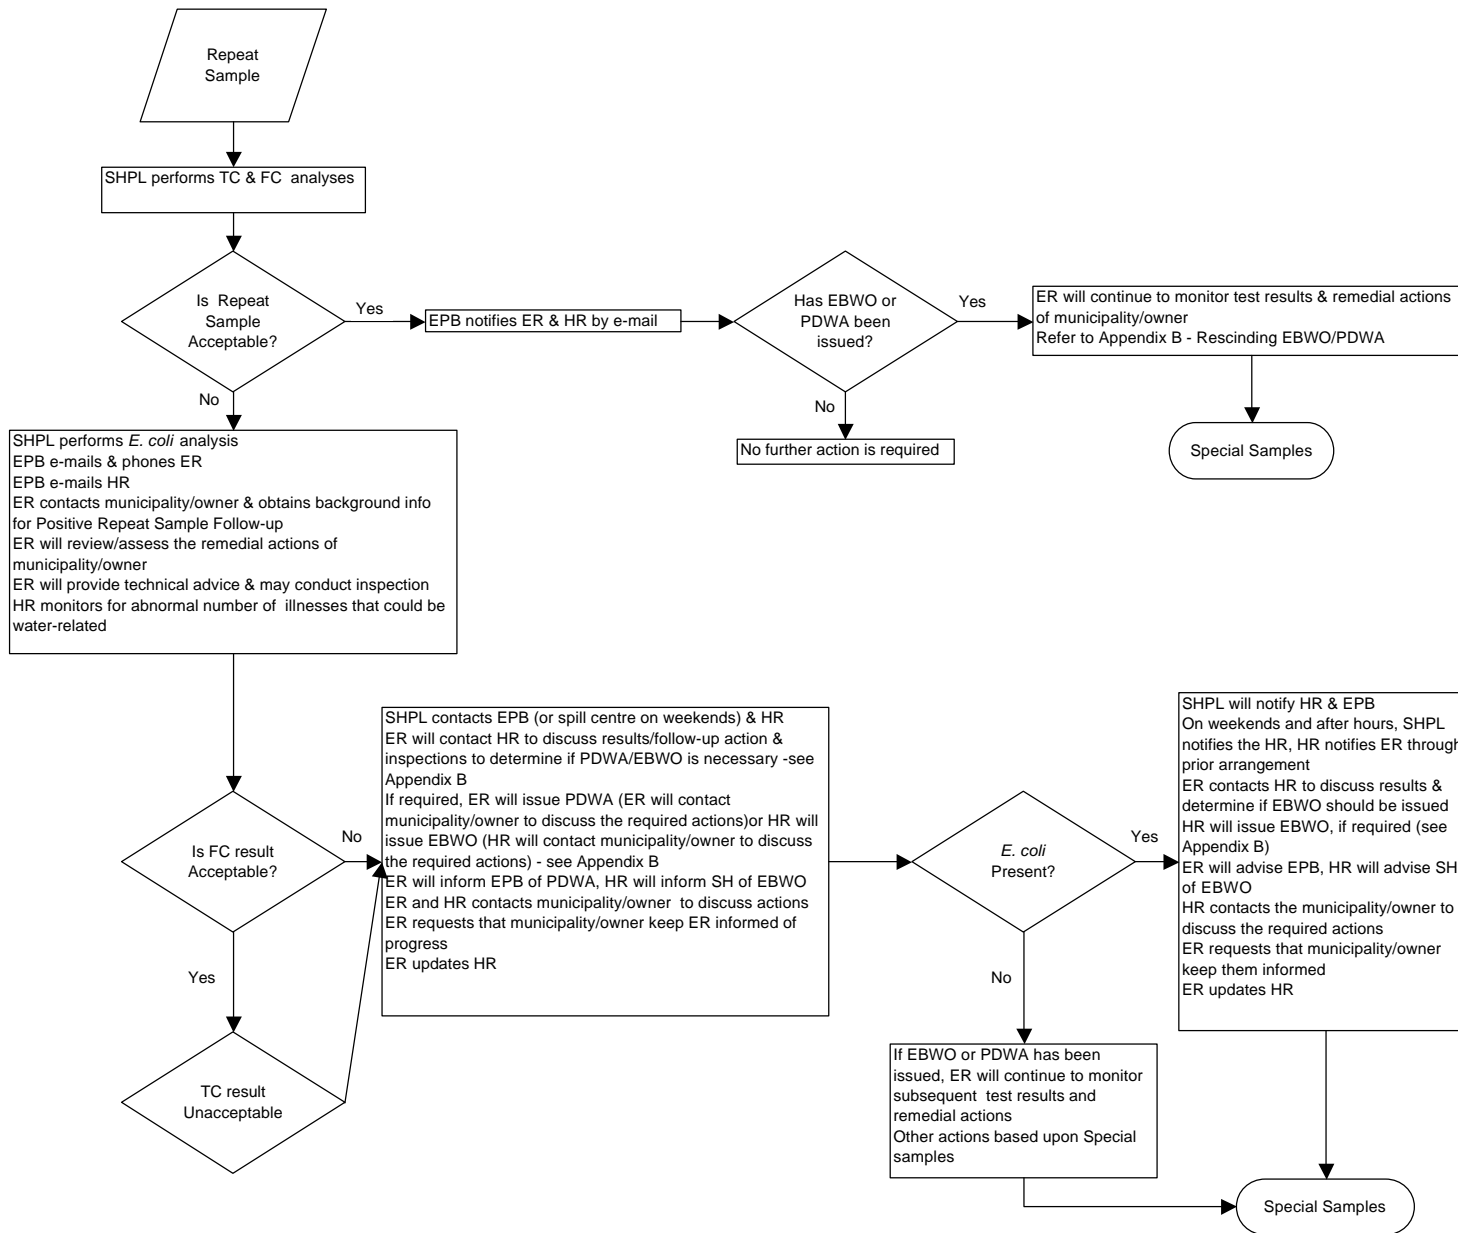 Repeat
Sample
SHPL performs TC & FC analyses
Is Repeat
Sample
Acceptable?
Yes
EPB notifies ER & HR by e-mail
Has EBWO or
PDWA been
issued?
Yes
ER will continue to monitor test results & remedial actions
of municipality/owner
Refer to Appendix B - Rescinding EBWO/PDWA
No
No further action is required
Special Samples
No
SHPL performs E. coli analysis
EPB e-mails & phones ER
EPB e-mails HR
ER contacts municipality/owner & obtains background info
for Positive Repeat Sample Follow-up
ER will review/assess the remedial actions of
municipality/owner
ER will provide technical advice & may conduct inspection
HR monitors for abnormal number of illnesses that could be
water-related
Is FC result
Acceptable?
No
Yes
TC result
Unacceptable
SHPL contacts EPB (or spill centre on weekends) & HR
ER will contact HR to discuss results/follow-up action &
inspections to determine if PDWA/EBWO is necessary -see
Appendix B
If required, ER will issue PDWA (ER will contact
municipality/owner to discuss the required actions)or HR will
issue EBWO (HR will contact municipality/owner to discuss
the required actions) - see Appendix B
ER will inform EPB of PDWA, HR will inform SH of EBWO
ER and HR contacts municipality/owner to discuss actions
ER requests that municipality/owner keep ER informed of
progress
ER updates HR
E. coli
Present?
Yes
No
If EBWO or PDWA has been
issued, ER will continue to monitor
subsequent test results and
remedial actions
Other actions based upon Special
samples
SHPL will notify HR & EPB
On weekends and after hours, SHPL
notifies the HR, HR notifies ER through
prior arrangement
ER contacts HR to discuss results &
determine if EBWO should be issued
HR will issue EBWO, if required (see
Appendix B)
ER will advise EPB, HR will advise SH
of EBWO
HR contacts the municipality/owner to
discuss the required actions
ER requests that municipality/owner
keep them informed
ER updates HR
Special Samples